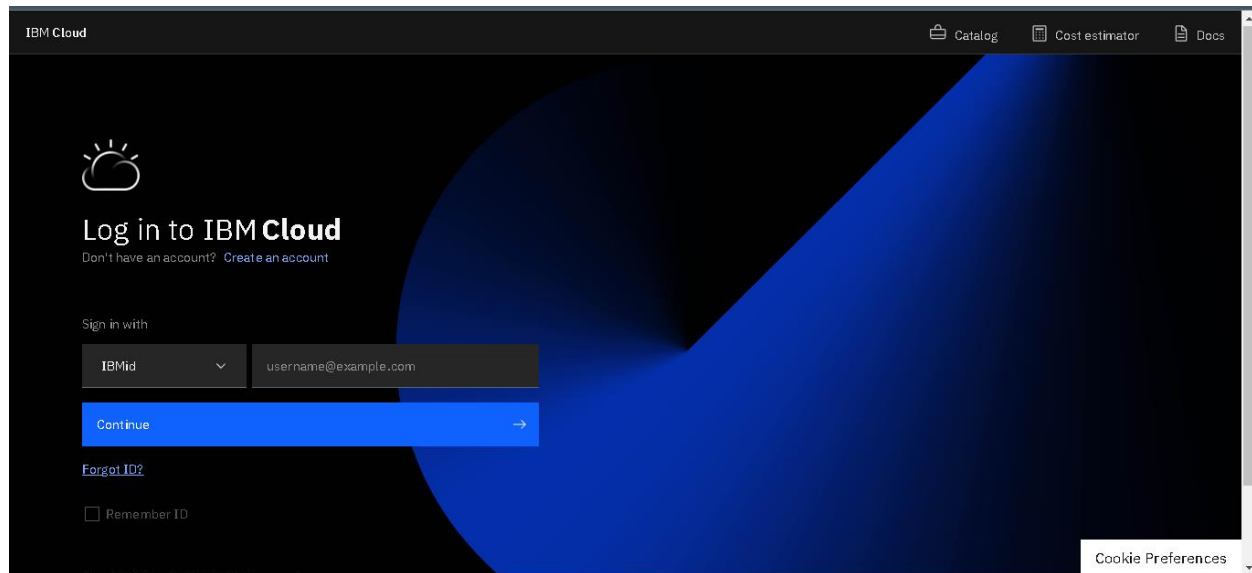 IBM Cloud
Catalog
Cost estimator
Docs
Log in to IBM Cloud
Don't have an account? Create an account
Sign in with
IBMid
username@example.com
Continue
Forgot ID?
Remember ID
Cookie Preferences